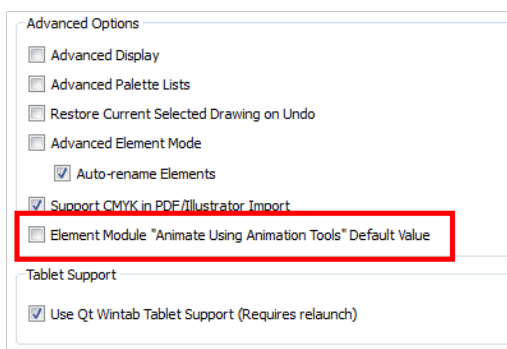 Advanced Options
Advanced Display
Advanced Palette Lists
Restore Current Selected Drawing on Undo
Advanced Element Mode
Auto-rename Elements
Support CMYK in PDF/Illustrator Import
Element Module "Animate Using Animation Tools" Default Value
Tablet Support
Use Qt Wintab Tablet Support (Requires relaunch)